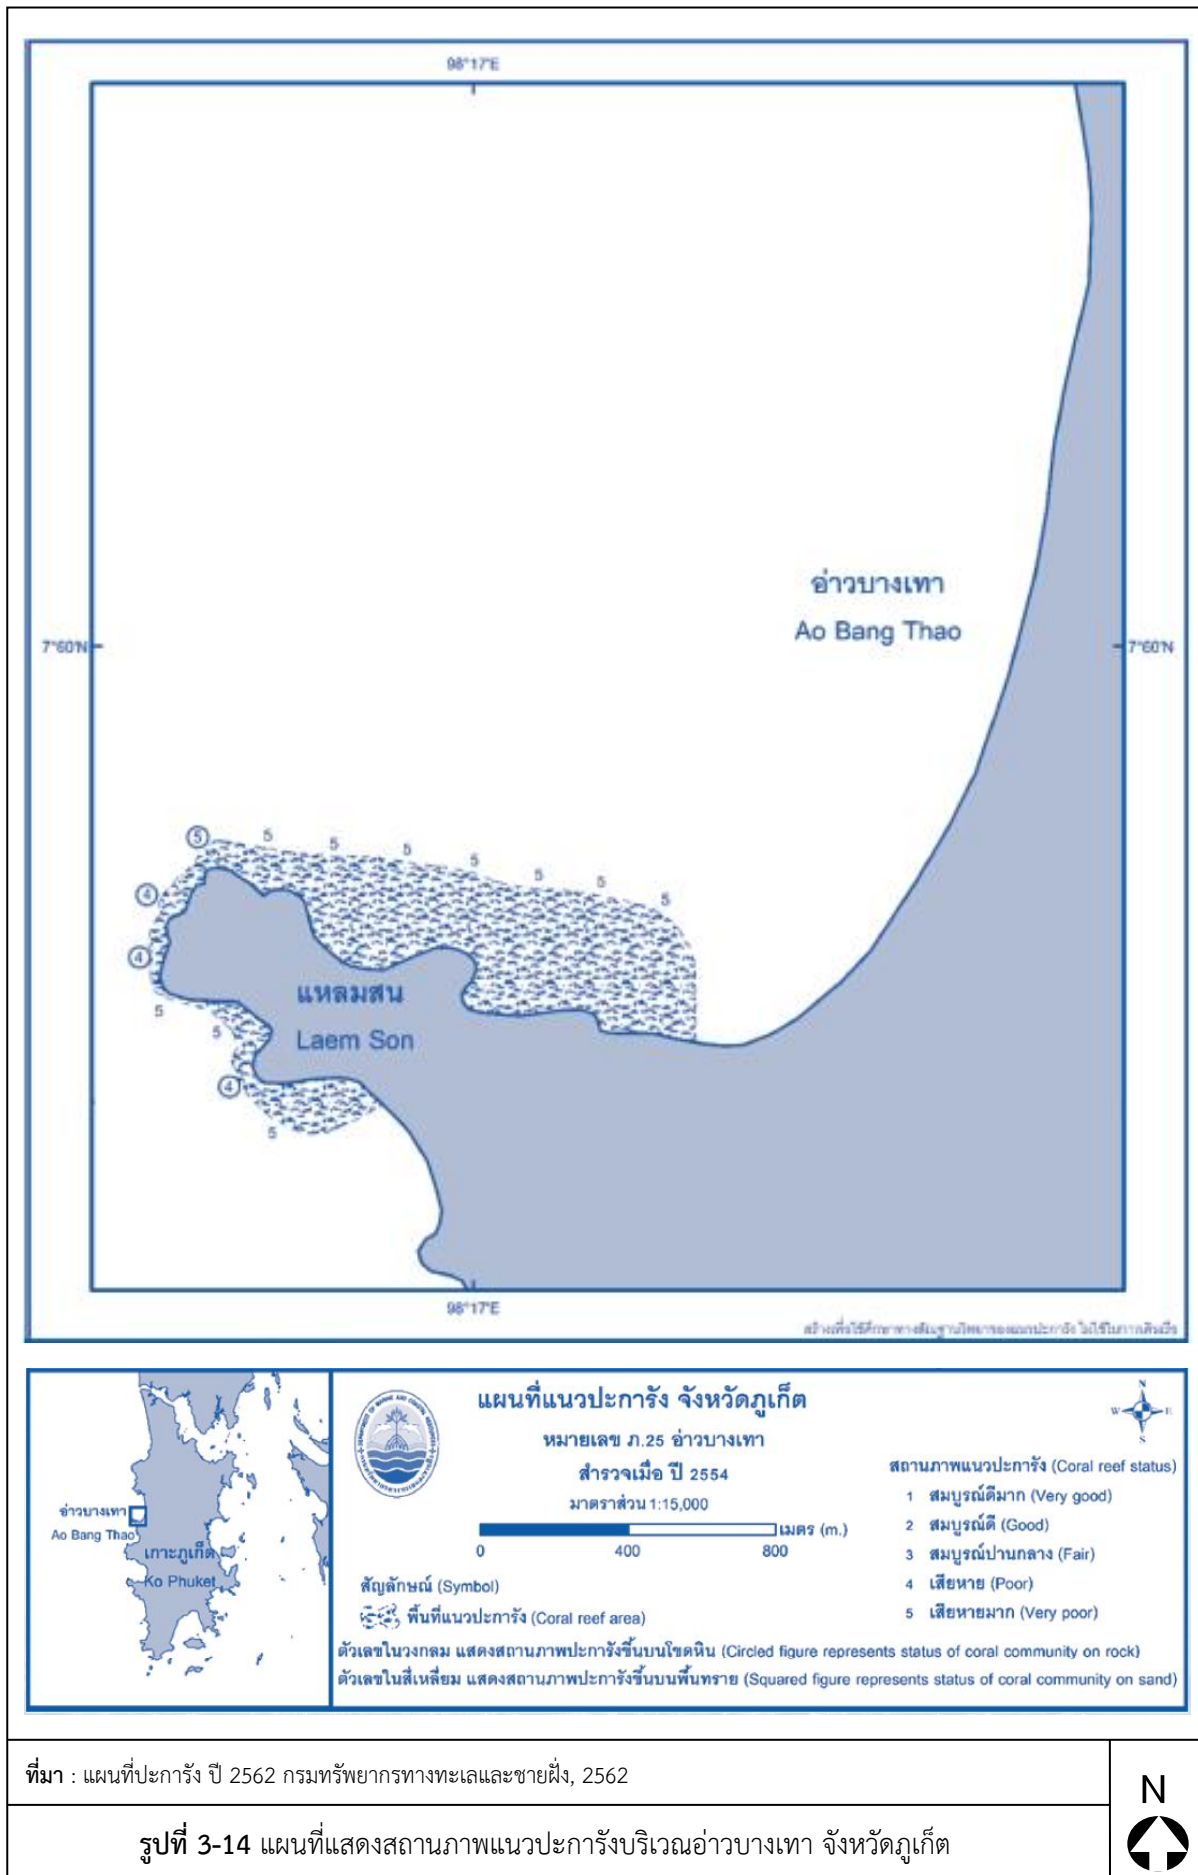 98°17'E
อ่าวบางเทา
Ao Bang Thao
7°60'N
7°60'N
5
5
5
5
5
5
5
5
4
4
แหลมสน
Laem Son
5
5
4
5
98°17'E
อ่าวบางเทา
Ao Bang Thao
เกาะภูเก็ต
Ko Phuket
แผนที่แนวปะการัง จังหวัดภูเก็ต
หมายเลข ภ.25 อ่าวบางเทา
สำรวจเมื่อ ปี 2554
มาตราส่วน 1:15,000
เมตร (m.)
0 400 800
สัญลักษณ์ (Symbol)
พื้นที่แนวปะการัง (Coral reef area)
N
W E
S
สถานภาพแนวปะการัง (Coral reef status)
1 สมบูรณ์ดีมาก (Very good)
2 สมบูรณ์ดี (Good)
3 สมบูรณ์ปานกลาง (Fair)
4 เสียหาย (Poor)
5 เสียหายมาก (Very poor)
ตัวเลขในวงกลม แสดงสถานภาพปะการังขึ้นบนโขดหิน (Circled figure represents status of coral community on rock)
ตัวเลขในสี่เหลี่ยม แสดงสถานภาพปะการังขึ้นบนพื้นทราย (Squared figure represents status of coral community on sand)
ที่มา : แผนที่ปะการัง ปี 2562 กรมทรัพยากรทางทะเลและชายฝั่ง, 2562
N
รูปที่ 3-14 แผนที่แสดงสถานภาพแนวปะการังบริเวณอ่าวบางเทา จังหวัดภูเก็ต